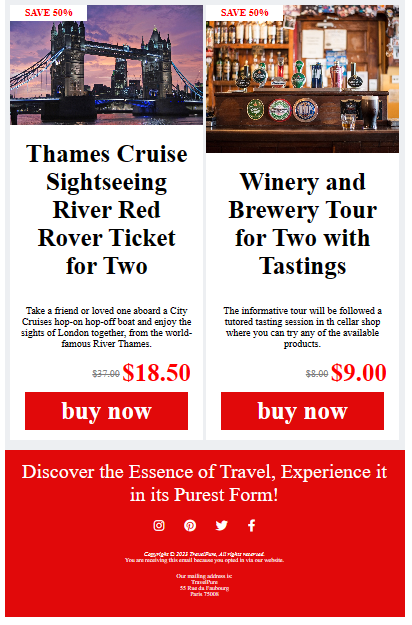 SAVE 50%
Thames Cruise
Sightseeing
River Red
Rover Ticket
for Two
Take a friend or loved one aboard a City
Cruises hop-on hop-off boat and enjoy the
sights of London together, from the world-
famous River Thames.
$37.00 $18.50
buy now
SAVE 50%
Winery and
Brewery Tour
for Two with
Tastings
The informative tour will be followed a
tutored tasting session in th cellar shop
where you can try any of the available
products.
$8.00 $9.00
buy now
Discover the Essence of Travel, Experience it
in its Purest Form!
Copyright © 2023 TravelPure, All rights reserved.
You are receiving this email because you opted in via our website.
Our mailing address is:
TravelPure
55 Rue du Faubourg
Paris 75008